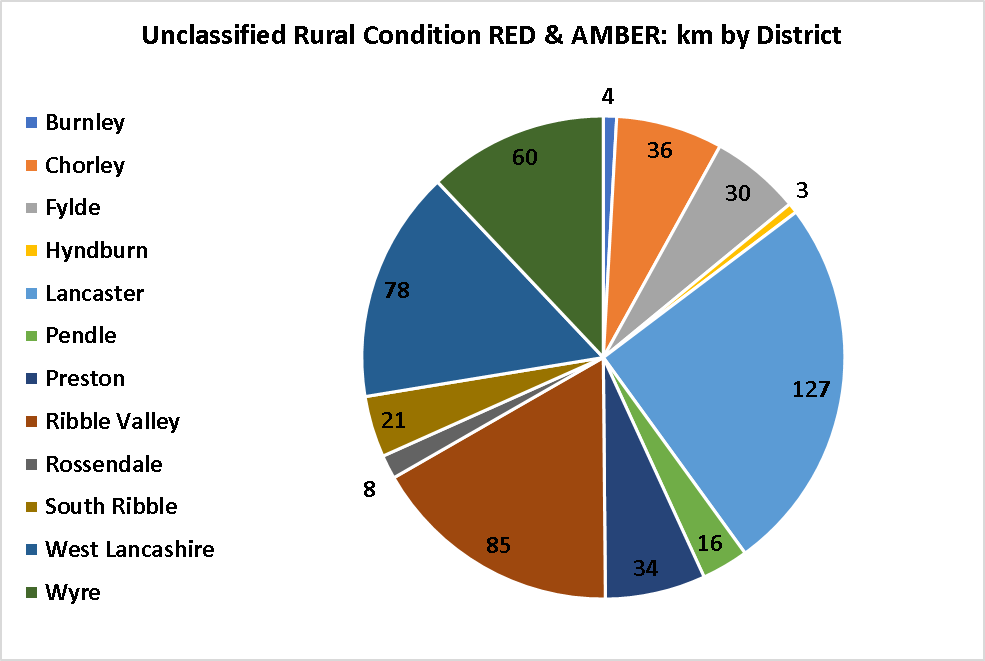 Unclassified Rural Condition RED & AMBER: km by District
Burnley
Chorley
Fylde
Hyndburn
Lancaster
Pendle
Preston
Ribble Valley
Rossendale
South Ribble
West Lancashire
Wyre
4
36
30
3
127
16
34
85
8
21
78
60